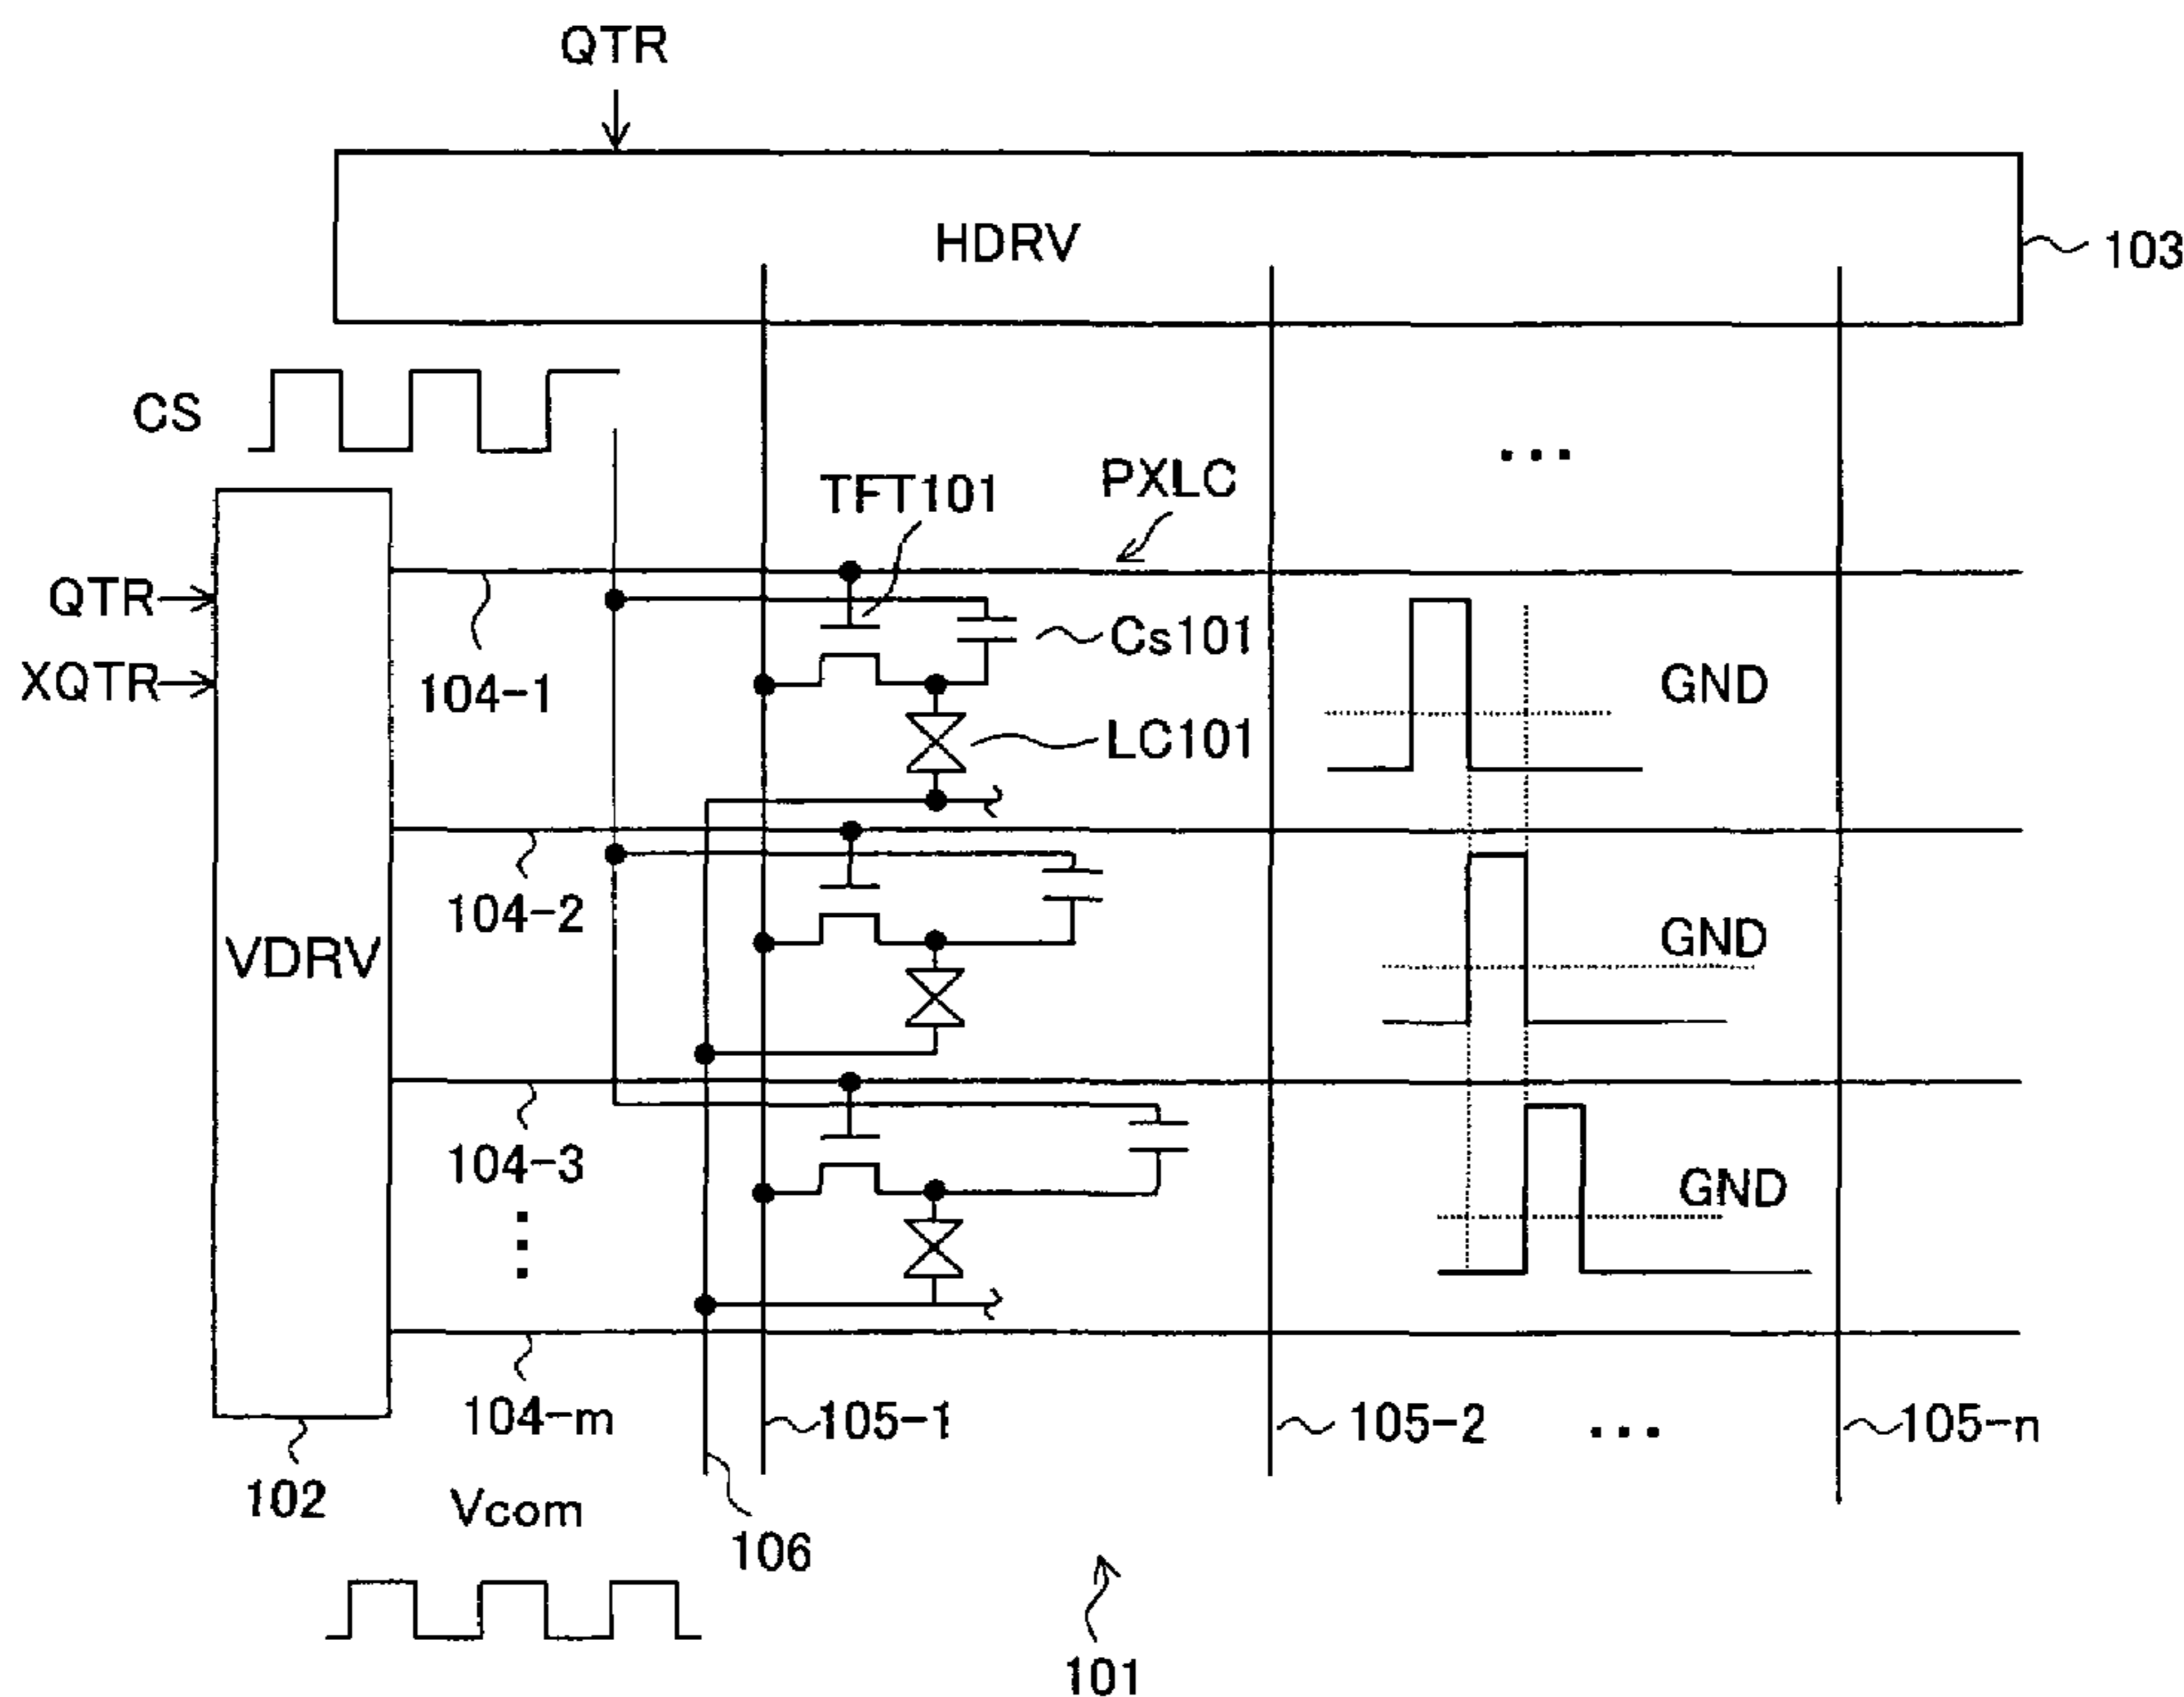 QTR
HDRV
103
CS
TFT101
PXLC
...
QTR
XQTR
104-1
Cs101
GND
LC101
104-2
VDRV
GND
104-3
GND
104-m
105-1
105-2
...
105-n
102
Vcom
106
101